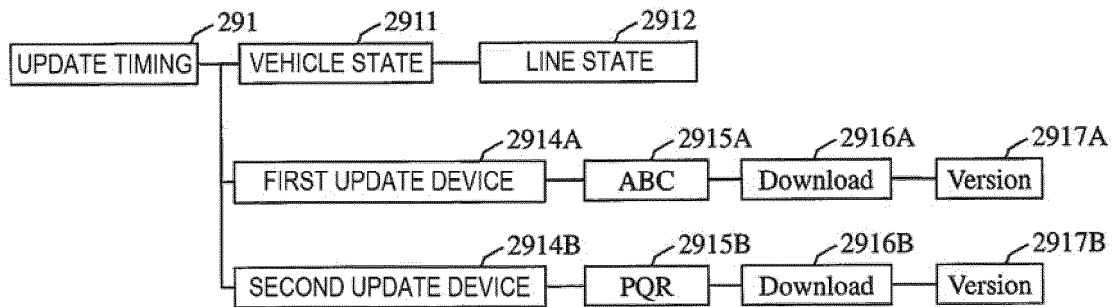 291 2911 2912
UPDATE TIMING VEHICLE STATE LINE STATE
2914A 2915A 2916A 2917A
FIRST UPDATE DEVICE ABC Download Version
2914B 2915B 2916B 2917B
SECOND UPDATE DEVICE PQR Download Version